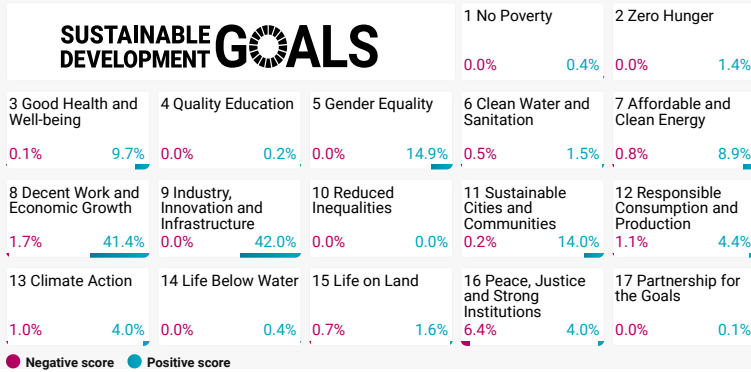 SUSTAINABLE
DEVELOPMENT
GOALS
1 No Poverty
0.0% 0.4%
2 Zero Hunger
0.0% 1.4%
3 Good Health and
Well-being
0.1% 9.7%
4 Quality Education
0.0% 0.2%
5 Gender Equality
0.0% 14.9%
6 Clean Water and
Sanitation
0.5% 1.5%
7 Affordable and
Clean Energy
0.8% 8.9%
8 Decent Work and
Economic Growth
1.7% 41.4%
9 Industry,
Innovation and
Infrastructure
0.0% 42.0%
10 Reduced
Inequalities
0.0% 0.0%
11 Sustainable
Cities and
Communities
0.2% 14.0%
12 Responsible
Consumption and
Production
1.1% 4.4%
13 Climate Action
1.0% 4.0%
14 Life Below Water
0.0% 0.4%
15 Life on Land
0.7% 1.6%
16 Peace, Justice
and Strong
Institutions
6.4% 4.0%
17 Partnership for
the Goals
0.0% 0.1%
Negative score Positive score